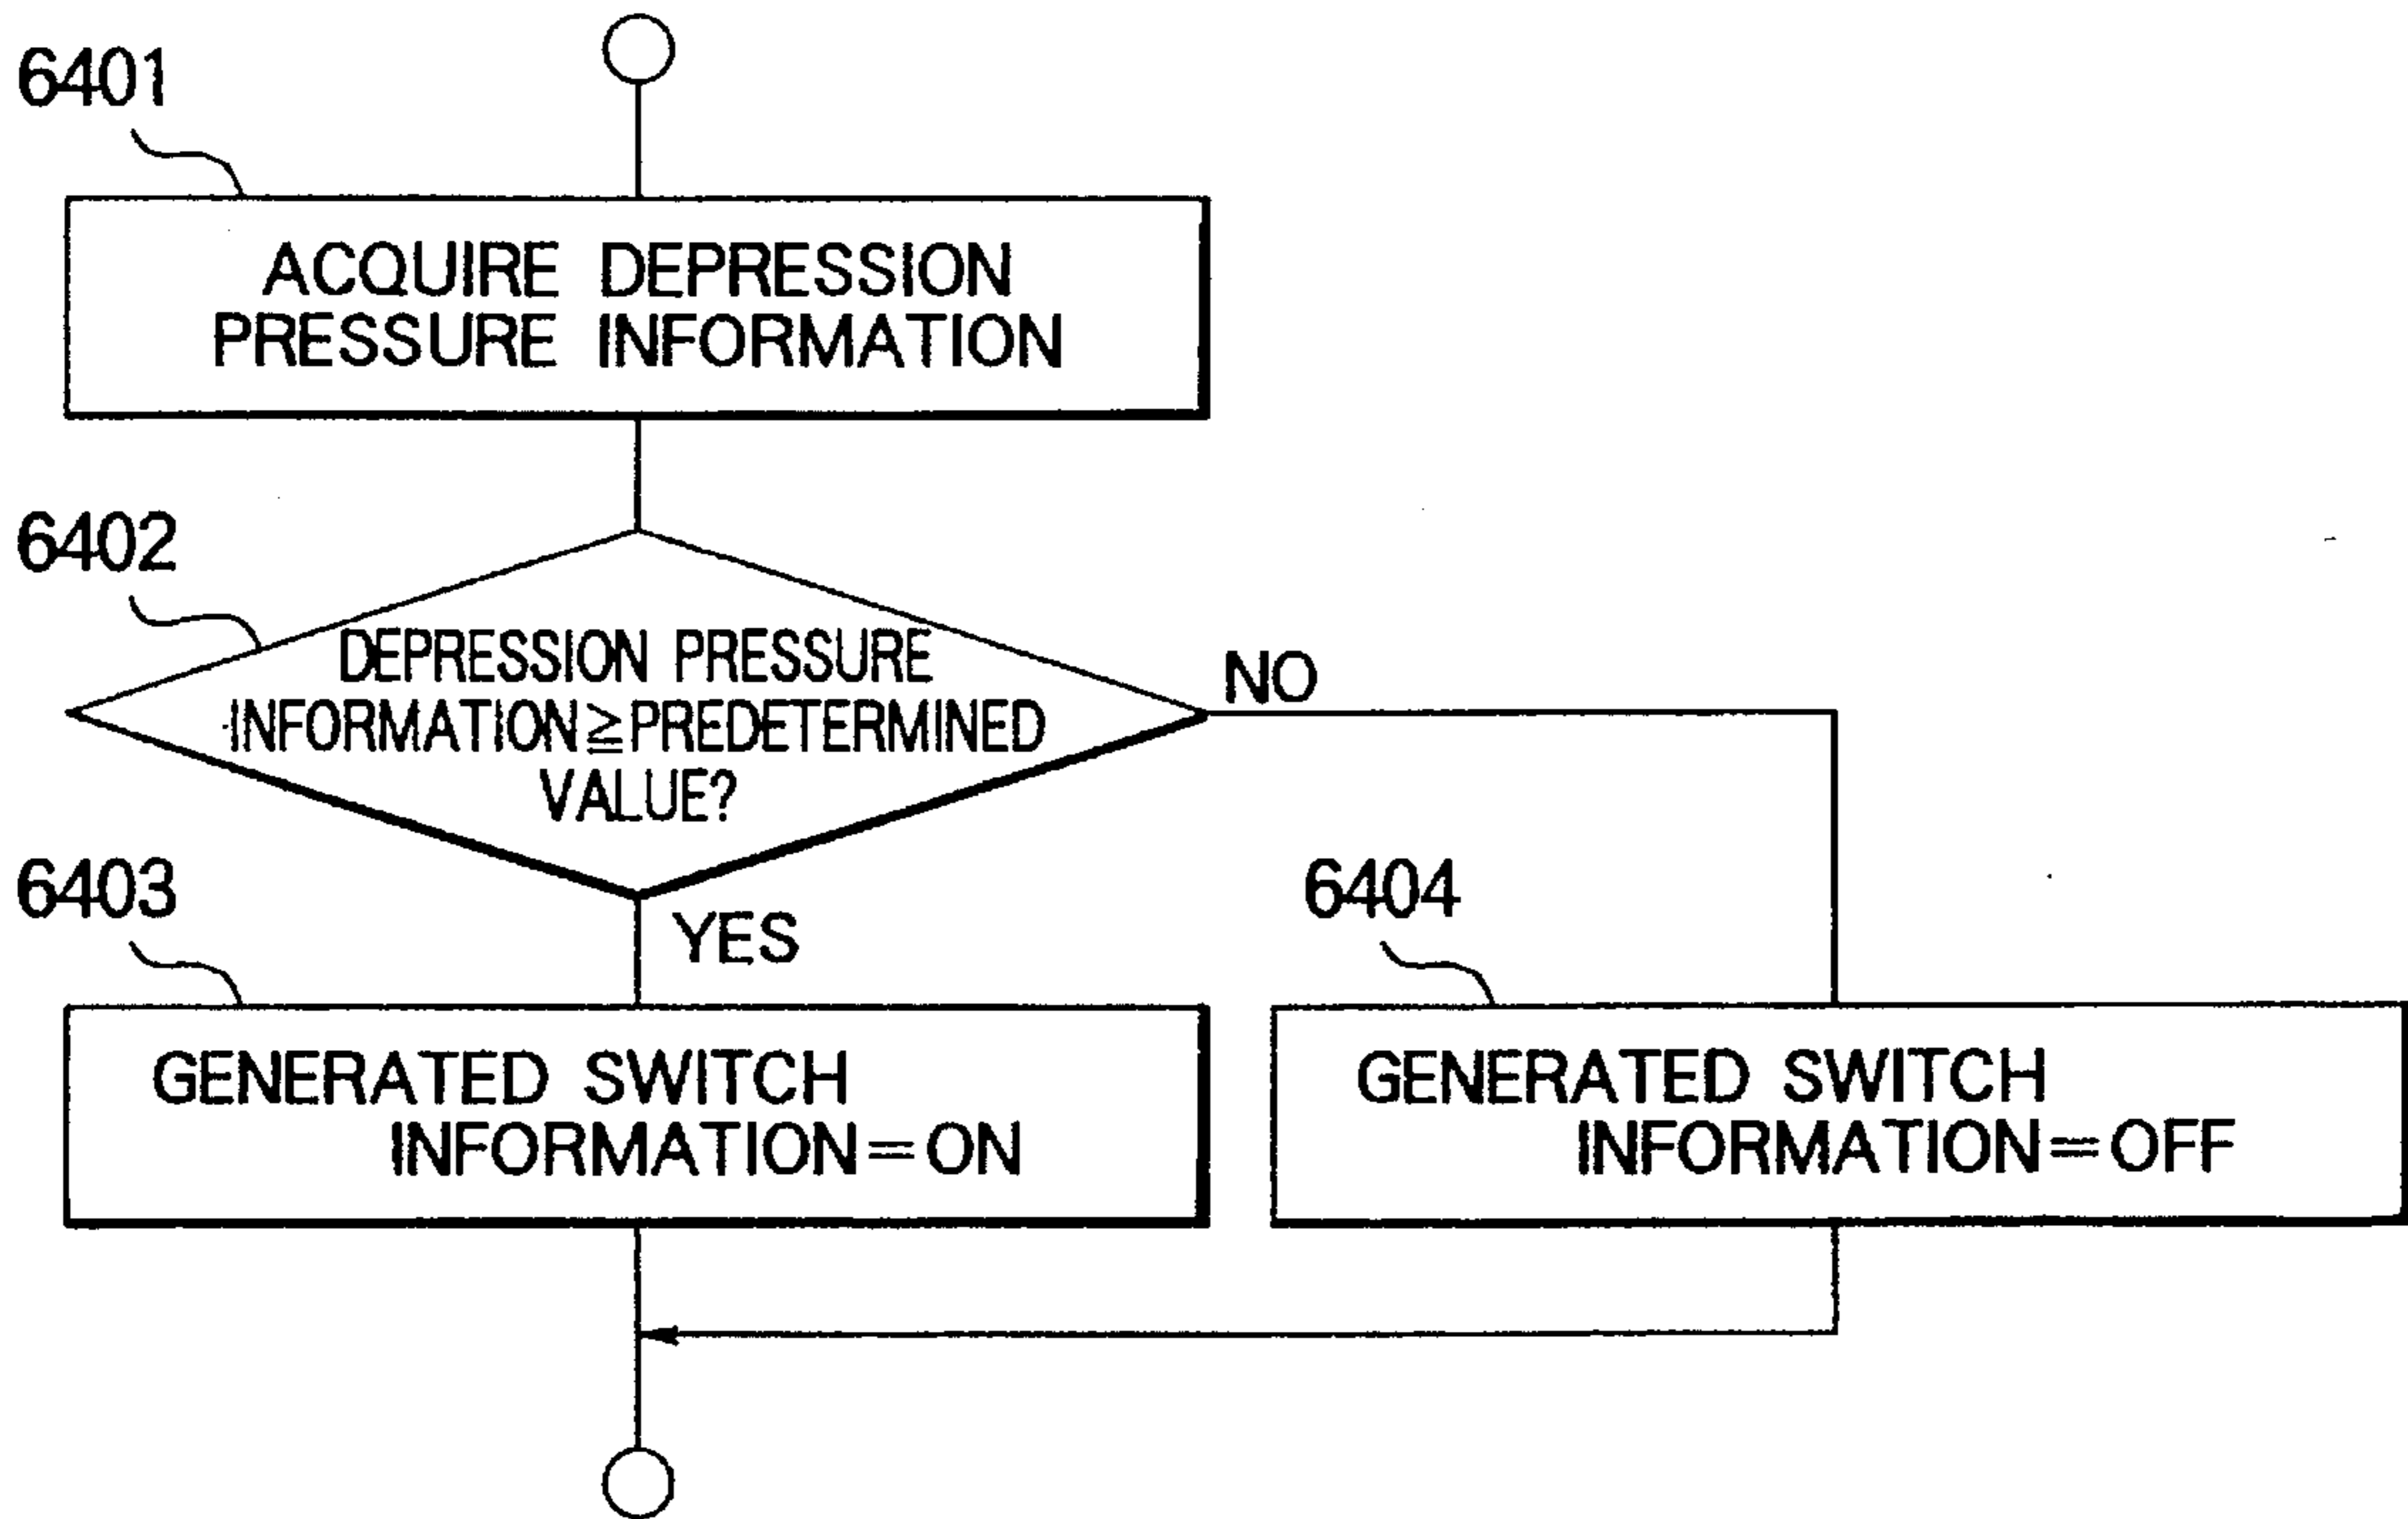 6401
ACQUIRE DEPRESSION
PRESSURE INFORMATION
6402
DEPRESSION PRESSURE
INFORMATION≧PREDETERMINED
VALUE?
NO
YES
6403
GENERATED SWITCH
INFORMATION=ON
6404
GENERATED SWITCH
INFORMATION=OFF